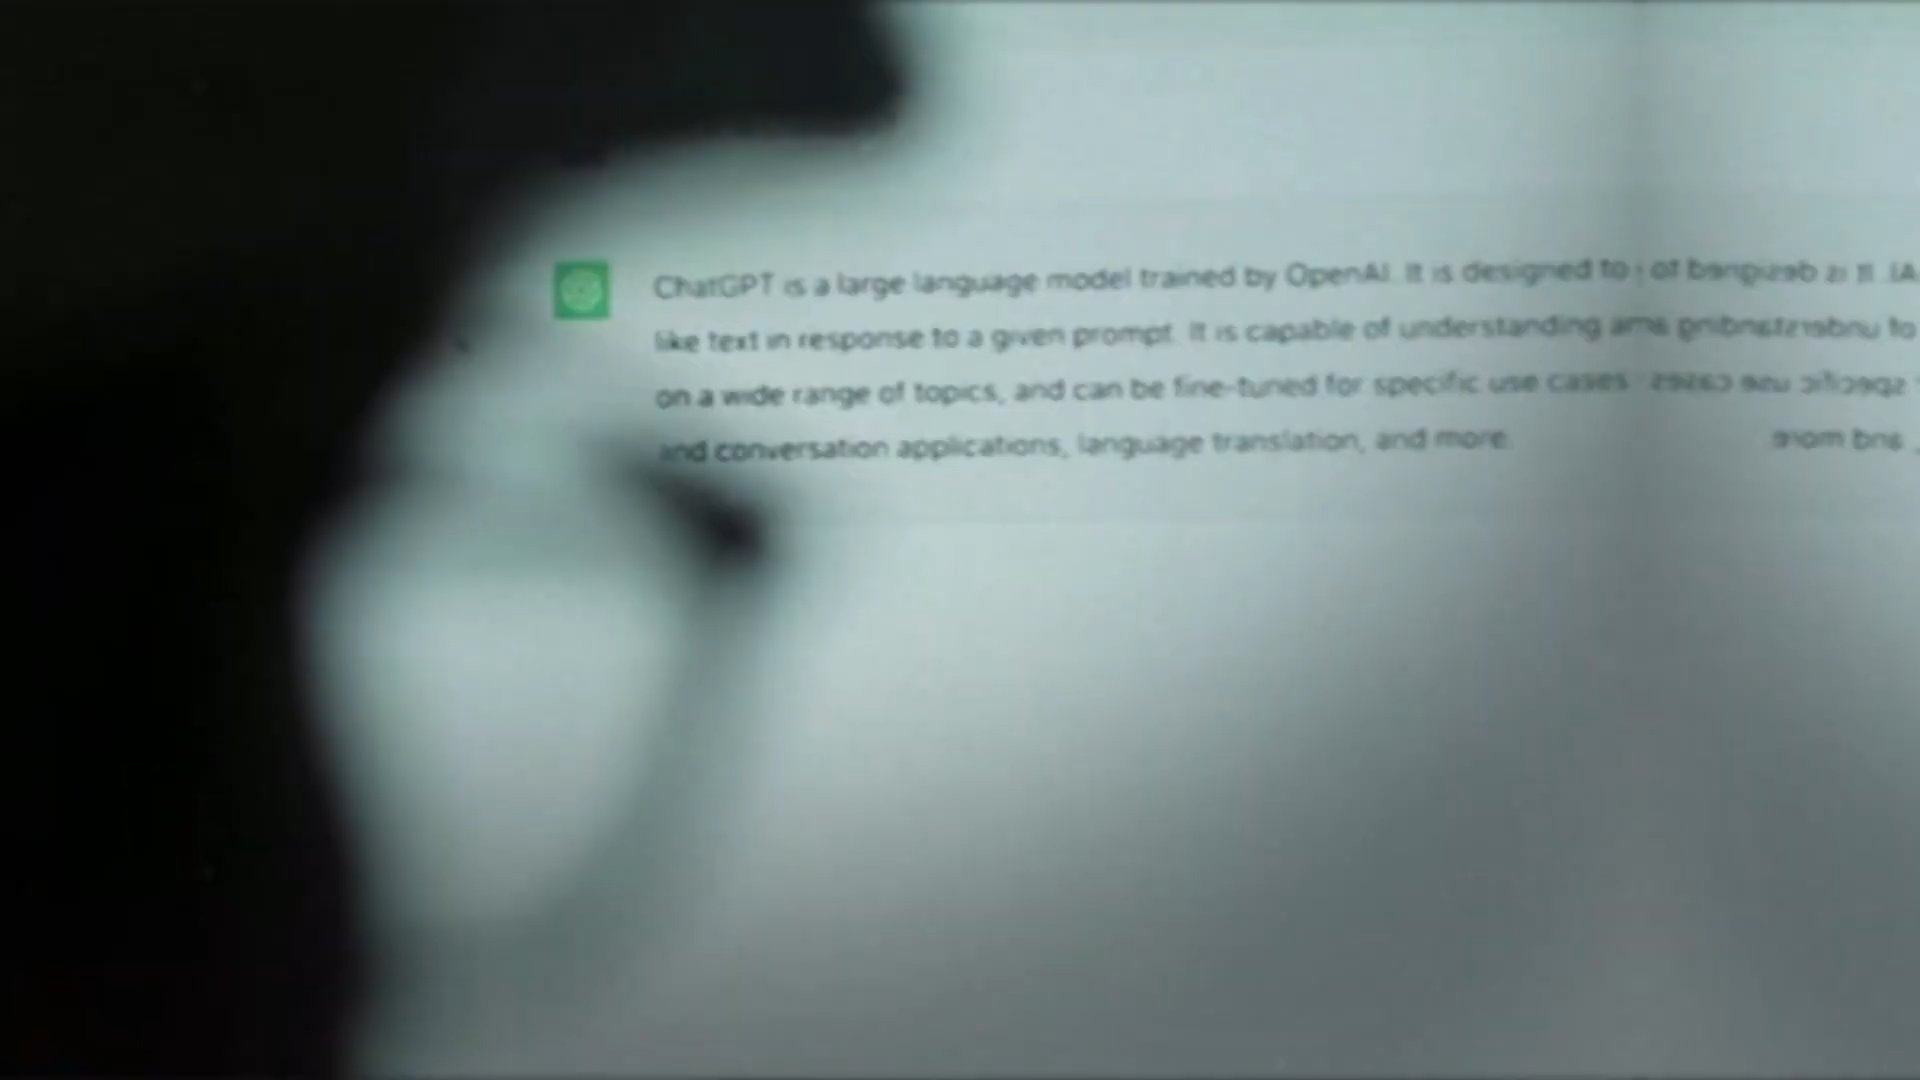 ChatGPT is a large language model trained by OpenAI. It is designed to
like text in response to a given prompt. It is capable of understanding
on a wide range of topics, and can be fine-tuned for specific use cases
and conversation applications, language translation, and more.